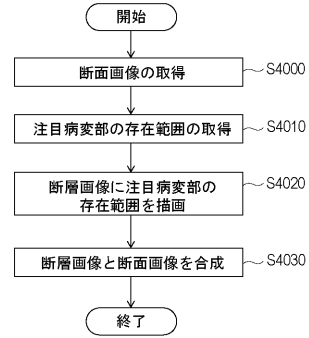 開始
断面画像の取得
S4000
注目病変部の存在範囲の取得
S4010
断層画像に注目病変部の
存在範囲を描画
S4020
断層画像と断面画像を合成
S4030
終了